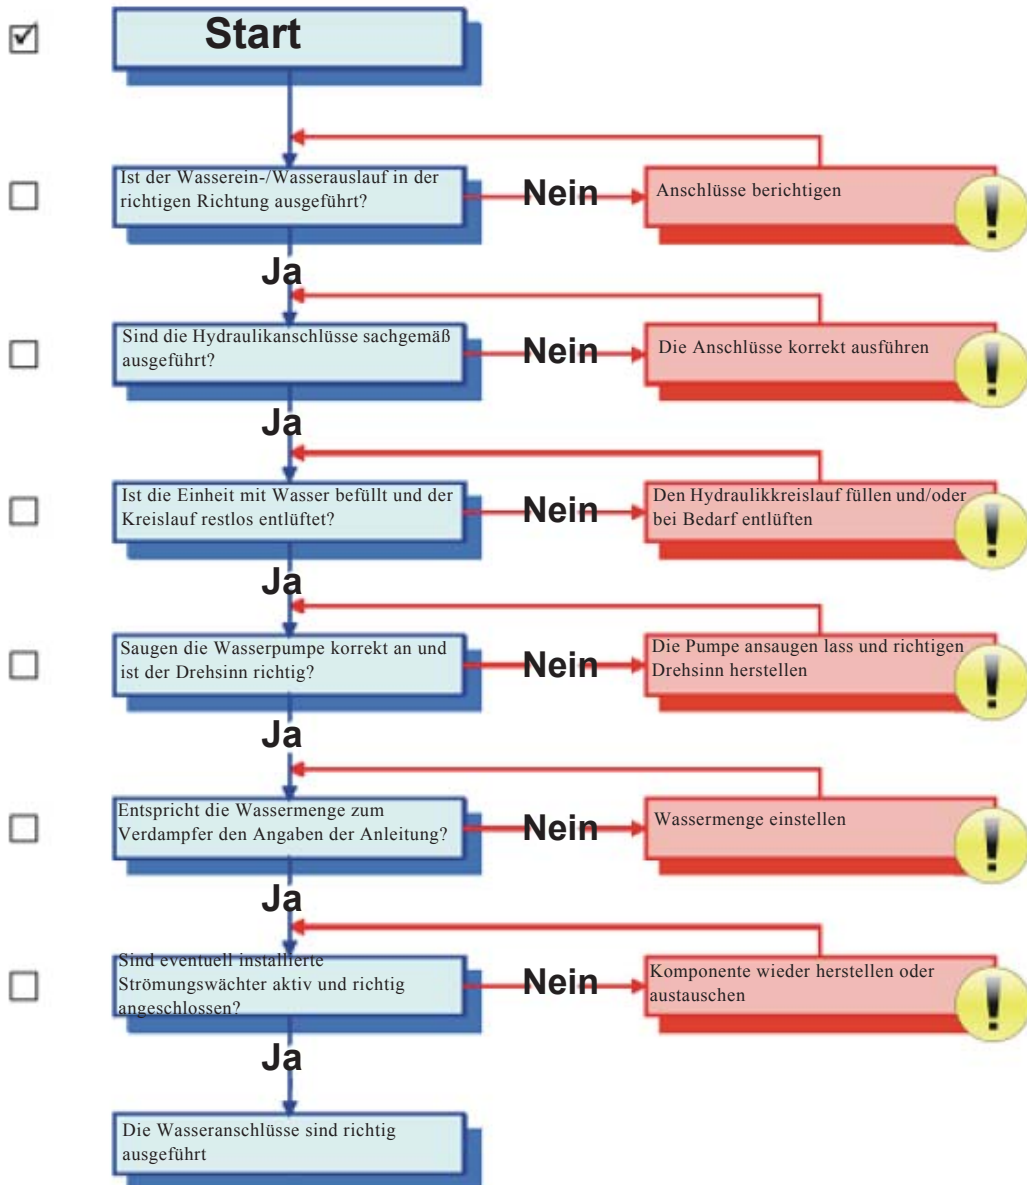 Start
Ist der Wasserein-/Wasserauslauf in der
richtigen Richtung ausgeführt?
Nein
Anschlüsse berichtigen
Ja
Sind die Hydraulikanschlüsse sachgemäß
ausgeführt?
Nein
Die Anschlüsse korrekt ausführen
Ja
Ist die Einheit mit Wasser befüllt und der
Kreislauf restlos entlüftet?
Nein
Den Hydraulikkreislauf füllen und/oder
bei Bedarf entlüften
Ja
Saugen die Wasserpumpe korrekt an und
ist der Drehsinn richtig?
Nein
Die Pumpe ansaugen lass und richtigen
Drehsinn herstellen
Ja
Entspricht die Wassermenge zum
Verdampfer den Angaben der Anleitung?
Nein
Wassermenge einstellen
Ja
Sind eventuell installierte
Strömungswächter aktiv und richtig
angeschlossen?
Nein
Komponente wieder herstellen oder
austauschen
Ja
Die Wasseranschlüsse sind richtig
ausgeführt